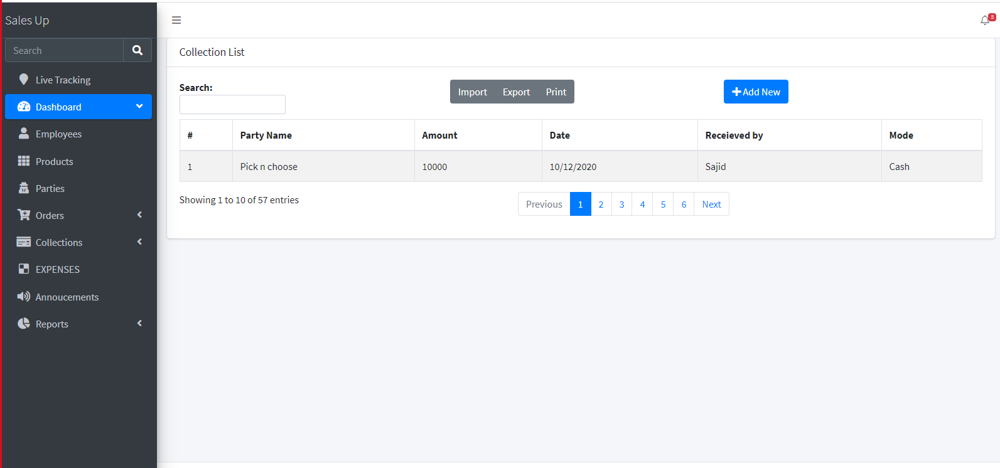 Sales Up
3
Search
Live Tracking
Dashboard
Employees
Products
Parties
Orders
Collections
EXPENSES
Annoucements
Reports
Collection List
Search:
Import Export Print
Add New
# Party Name Amount Date Receieved by Mode
1 Pick n choose 10000 10/12/2020 Sajid Cash
Showing 1 to 10 of 57 entries
Previous 1 2 3 4 5 6 Next